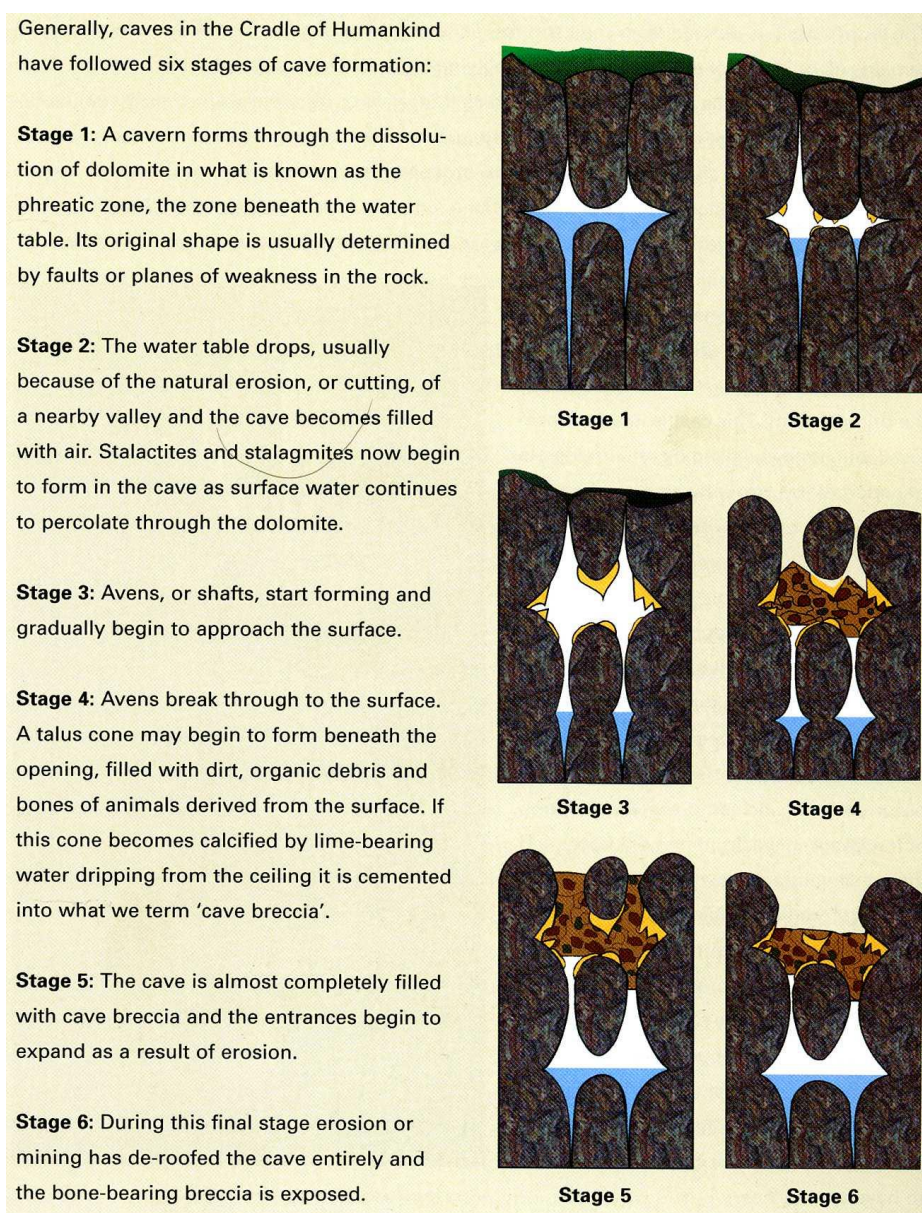 Generally, caves in the Cradle of Humankind
have followed six stages of cave formation:
Stage 1: A cavern forms through the dissolu-
tion of dolomite in what is known as the
phreatic zone, the zone beneath the water
table. Its original shape is usually determined
by faults or planes of weakness in the rock.
Stage 2: The water table drops, usually
because of the natural erosion, or cutting, of
a nearby valley and the cave becomes filled
with air. Stalactites and stalagmites now begin
to form in the cave as surface water continues
to percolate through the dolomite.
Stage 3: Avens, or shafts, start forming and
gradually begin to approach the surface.
Stage 4: Avens break through to the surface.
A talus cone may begin to form beneath the
opening, filled with dirt, organic debris and
bones of animals derived from the surface. If
this cone becomes calcified by lime-bearing
water dripping from the ceiling it is cemented
into what we term ‘cave breccia’.
Stage 5: The cave is almost completely filled
with cave breccia and the entrances begin to
expand as a result of erosion.
Stage 6: During this final stage erosion or
mining has de-roofed the cave entirely and
the bone-bearing breccia is exposed.
Stage 1
Stage 2
Stage 3
Stage 4
Stage 5
Stage 6